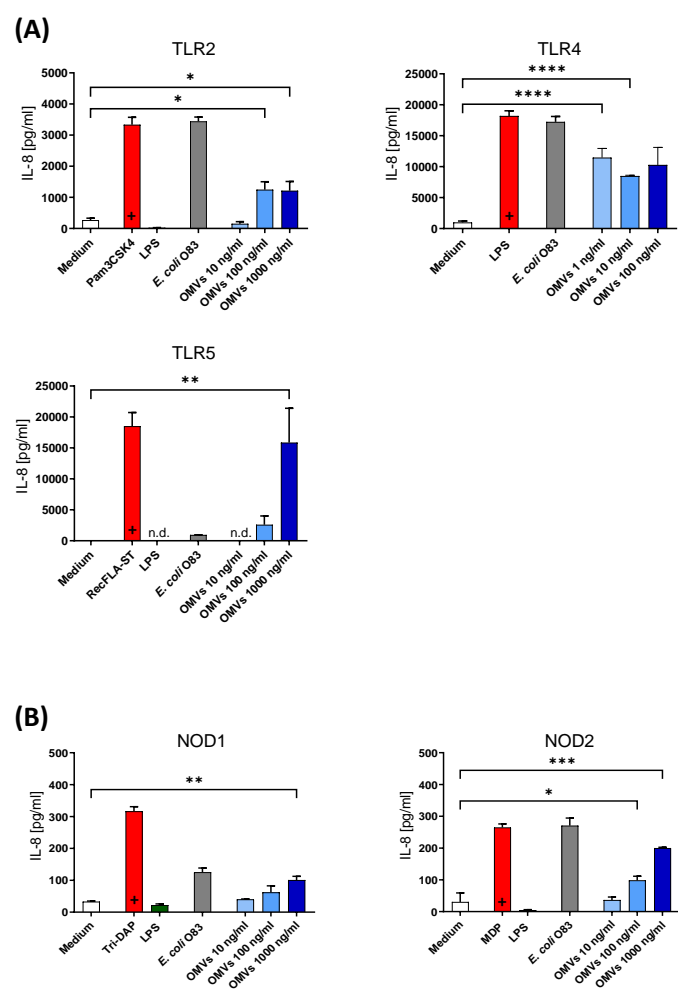 (A)
TLR2
IL-8 [pg/ml]
5000
4000
3000
2000
1000
0
*
*
+
Medium
Pam3CSK4
LPS
E. coli O83
OMVs 10 ng/ml
OMVs 100 ng/ml
OMVs 1000 ng/ml
TLR4
IL-8 [pg/ml]
25000
20000
15000
10000
5000
0
****
****
+
Medium
LPS
E. coli O83
OMVs 1 ng/ml
OMVs 10 ng/ml
OMVs 100 ng/ml
TLR5
IL-8 [pg/ml]
25000
20000
15000
10000
5000
0
**
+
n.d.
n.d.
Medium
RecFLA-ST
LPS
E. coli O83
OMVs 10 ng/ml
OMVs 100 ng/ml
OMVs 1000 ng/ml
(B)
NOD1
IL-8 [pg/ml]
500
400
300
200
100
0
**
+
Medium
Tri-DAP
LPS
E. coli O83
OMVs 10 ng/ml
OMVs 100 ng/ml
OMVs 1000 ng/ml
NOD2
IL-8 [pg/ml]
500
400
300
200
100
0
***
*
+
Medium
MDP
LPS
E. coli O83
OMVs 10 ng/ml
OMVs 100 ng/ml
OMVs 1000 ng/ml